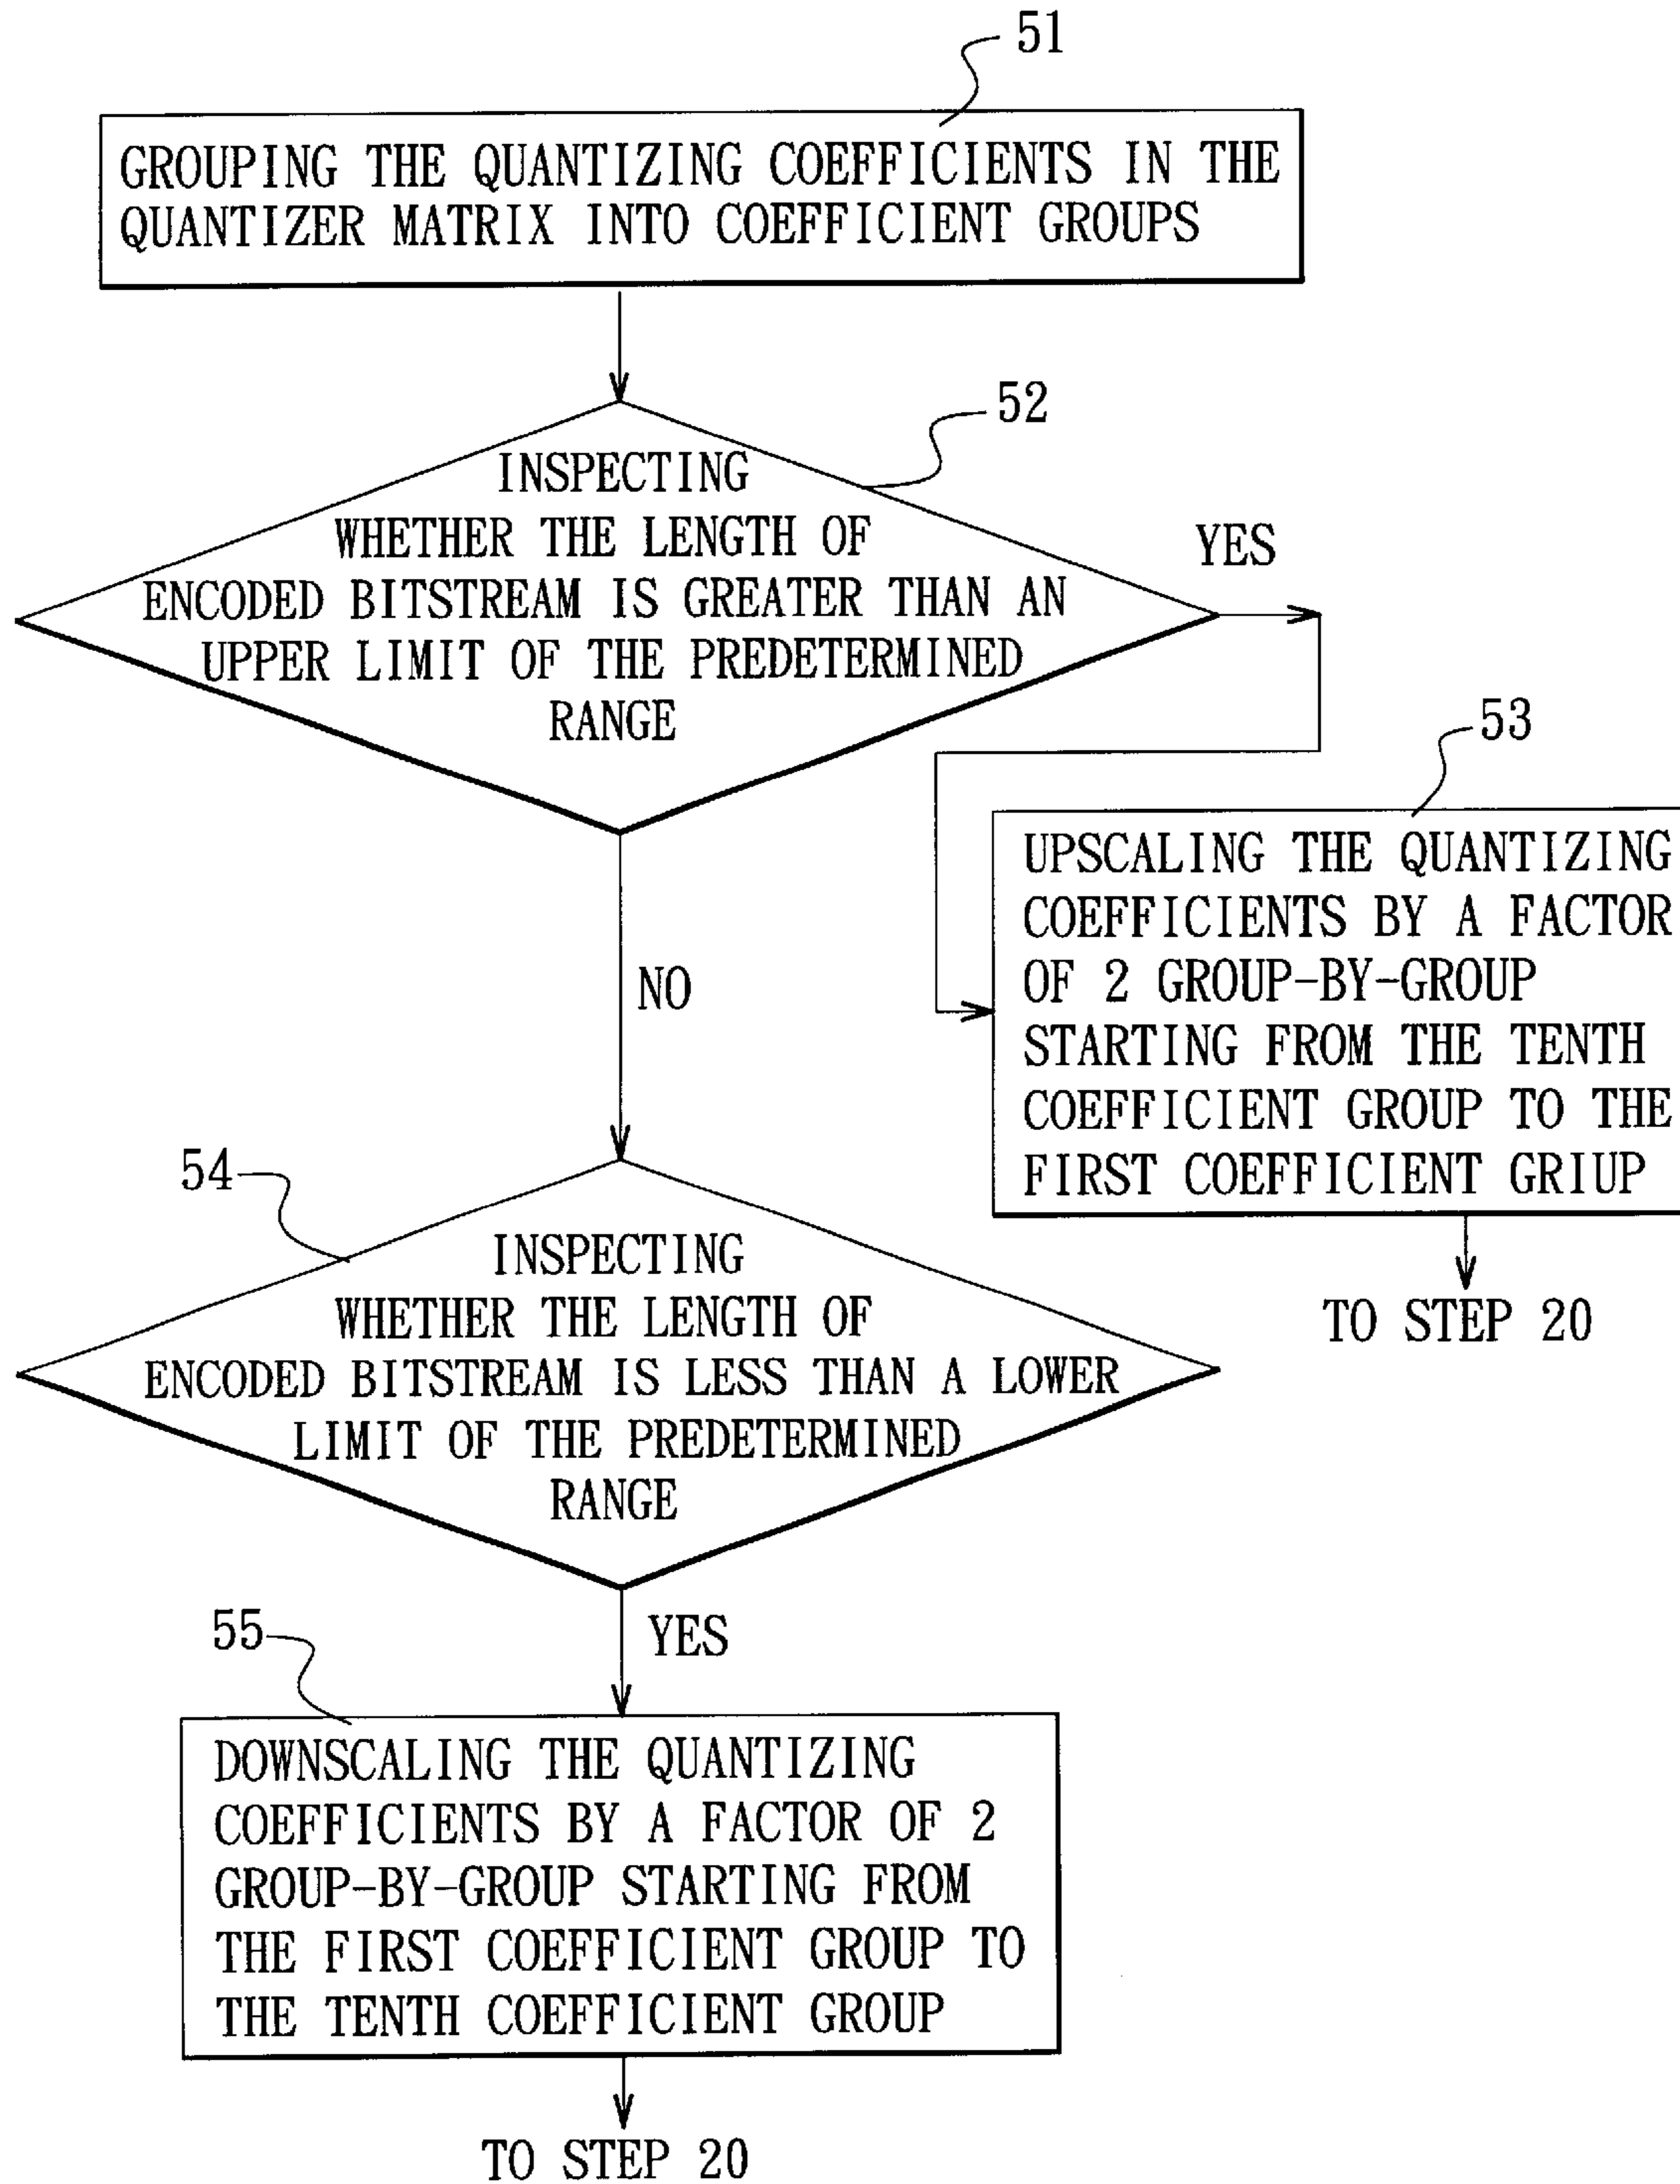 51
GROUPING THE QUANTIZING COEFFICIENTS IN THE
QUANTIZER MATRIX INTO COEFFICIENT GROUPS
52
INSPECTING
WHETHER THE LENGTH OF
ENCODED BITSTREAM IS GREATER THAN AN
UPPER LIMIT OF THE PREDETERMINED
RANGE
YES
53
UPSCALING THE QUANTIZING
COEFFICIENTS BY A FACTOR
OF 2 GROUP-BY-GROUP
STARTING FROM THE TENTH
COEFFICIENT GROUP TO THE
FIRST COEFFICIENT GRIUP
TO STEP 20
NO
54
INSPECTING
WHETHER THE LENGTH OF
ENCODED BITSTREAM IS LESS THAN A LOWER
LIMIT OF THE PREDETERMINED
RANGE
YES
55
DOWNSCALING THE QUANTIZING
COEFFICIENTS BY A FACTOR OF 2
GROUP-BY-GROUP STARTING FROM
THE FIRST COEFFICIENT GROUP TO
THE TENTH COEFFICIENT GROUP
TO STEP 20